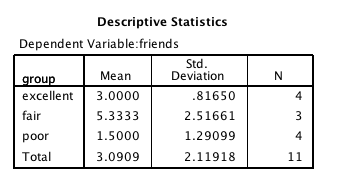 Descriptive Statistics
Dependent Variable:friends
group Mean Std. Deviation N
excellent 3.0000 .81650 4
fair 5.3333 2.51661 3
poor 1.5000 1.29099 4
Total 3.0909 2.11918 11